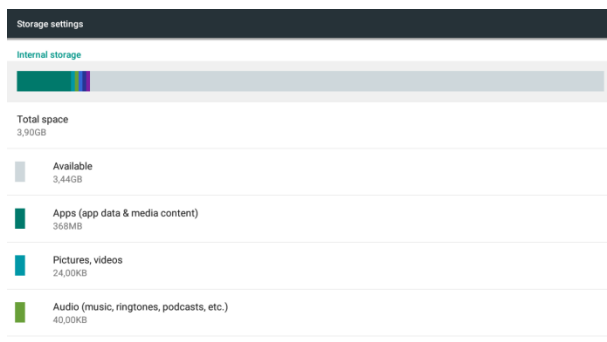 Storage settings
Internal storage
Total space
3,90GB
Available
3,44GB
Apps (app data & media content)
368MB
Pictures, videos
24,00KB
Audio (music, ringtones, podcasts, etc.)
40,00KB